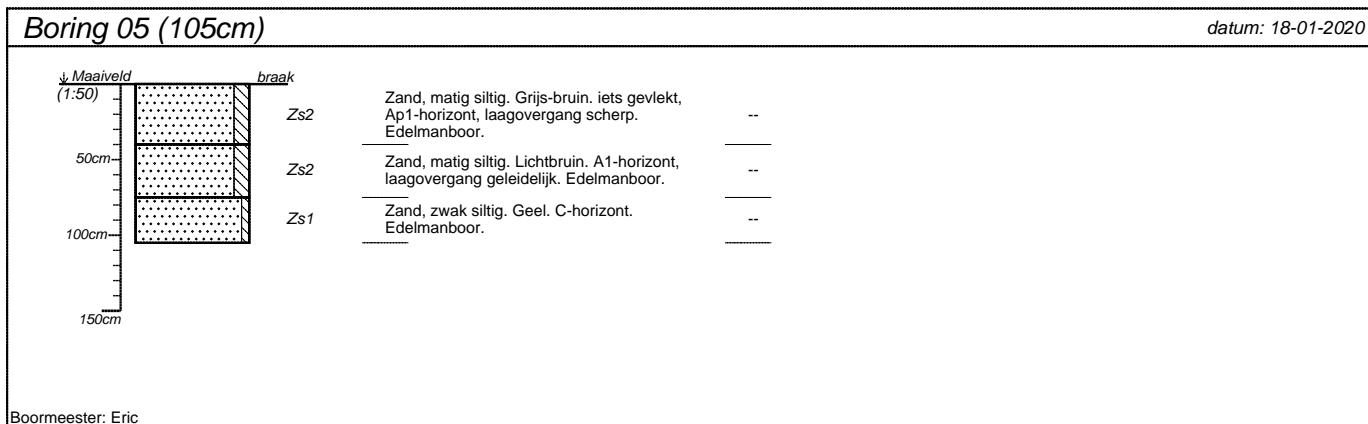 Boring 05 (105cm)
datum: 18-01-2020
Maaiveld
braak
(1:50)
Zs2
Zand, matig siltig. Grijs-bruin. iets gevlekt,
Ap1-horizont, laagovergang scherp.
Edelmanboor.
--
50cm
Zs2
Zand, matig siltig. Lichtbruin. A1-horizont,
laagovergang geleidelijk. Edelmanboor.
--
Zs1
Zand, zwak siltig. Geel. C-horizont.
Edelmanboor.
--
100cm
150cm
Boormeester: Eric